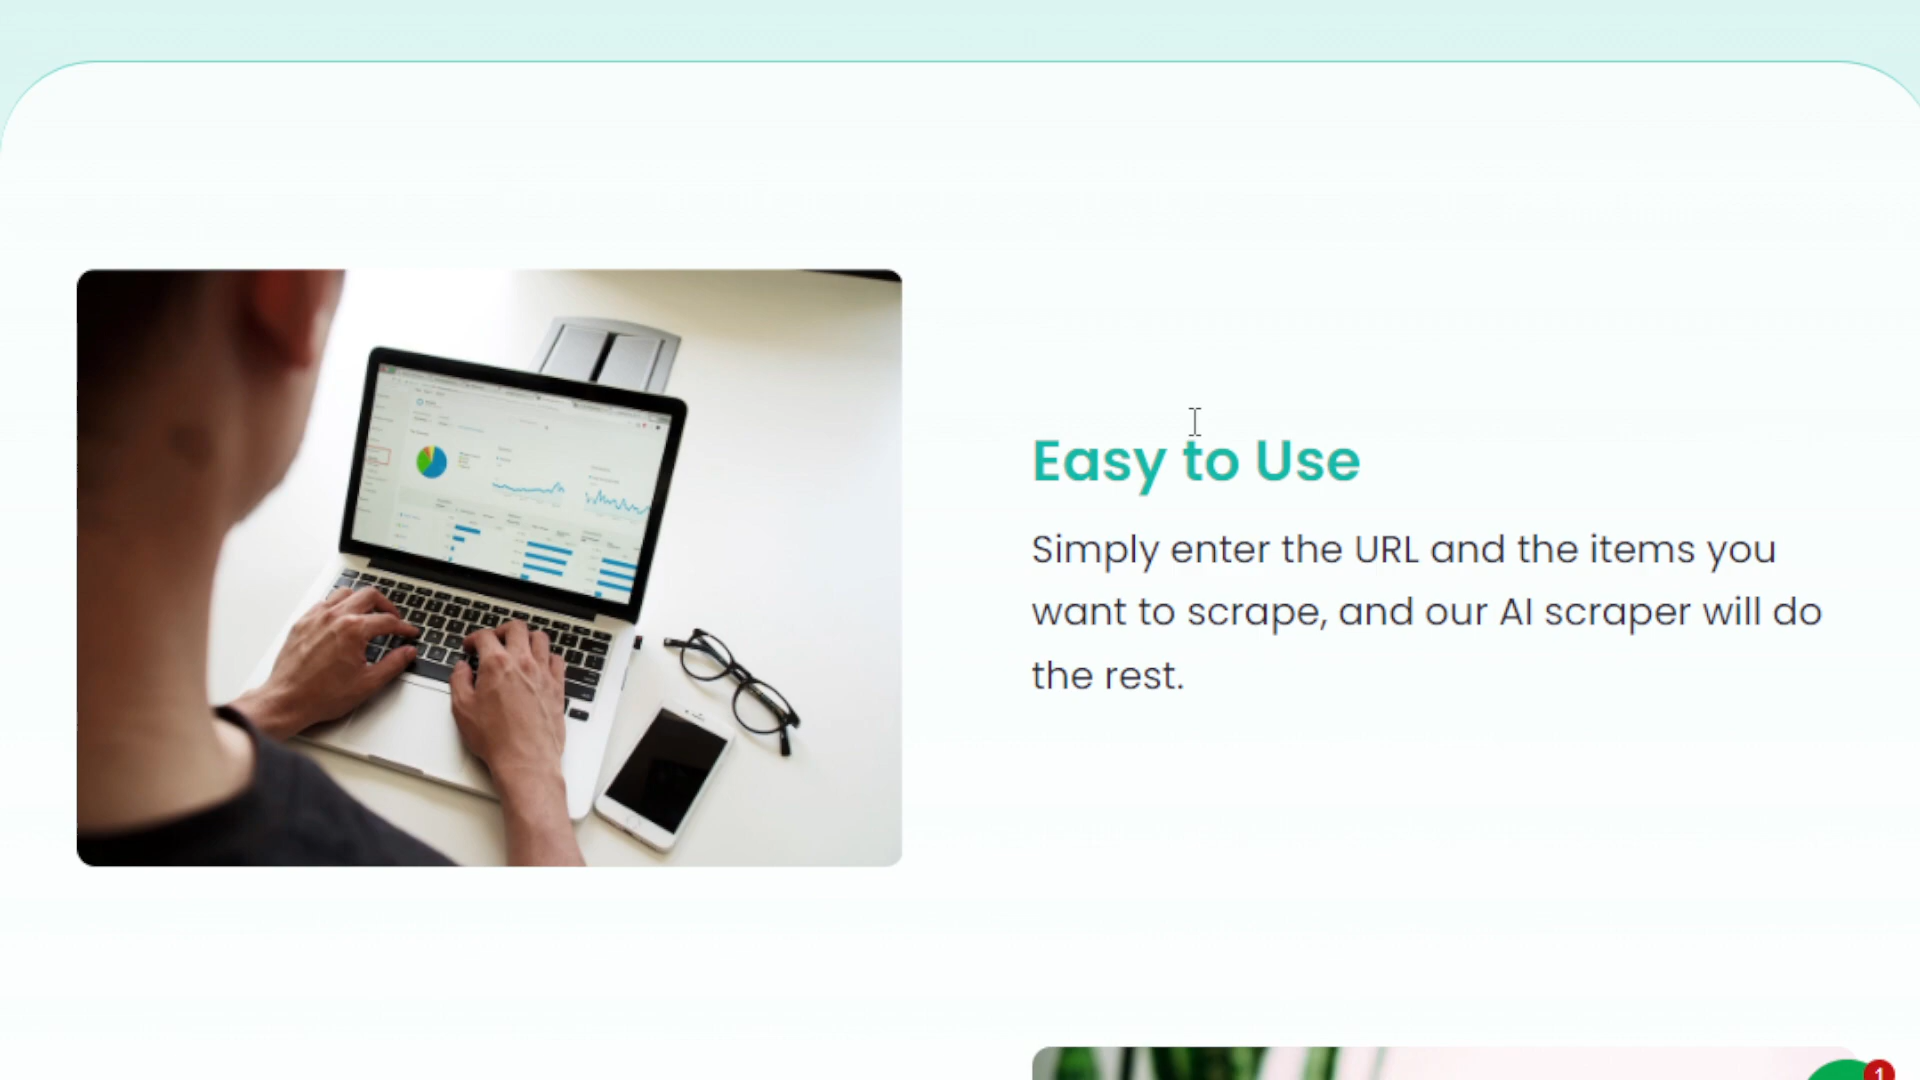 Easy to Use
Simply enter the URL and the items you
want to scrape, and our AI scraper will do
the rest.
1